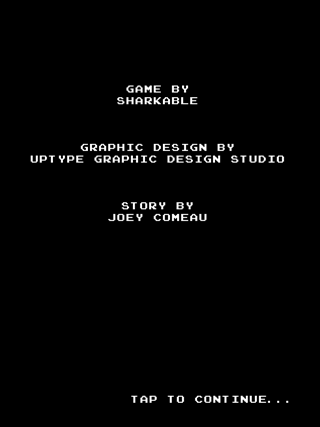 GAME BY
SHARKABLE
GRAPHIC DESIGN BY
UPTYPE GRAPHIC DESIGN STUDIO
STORY BY
JOEY COMEAU
TAP TO CONTINUE...